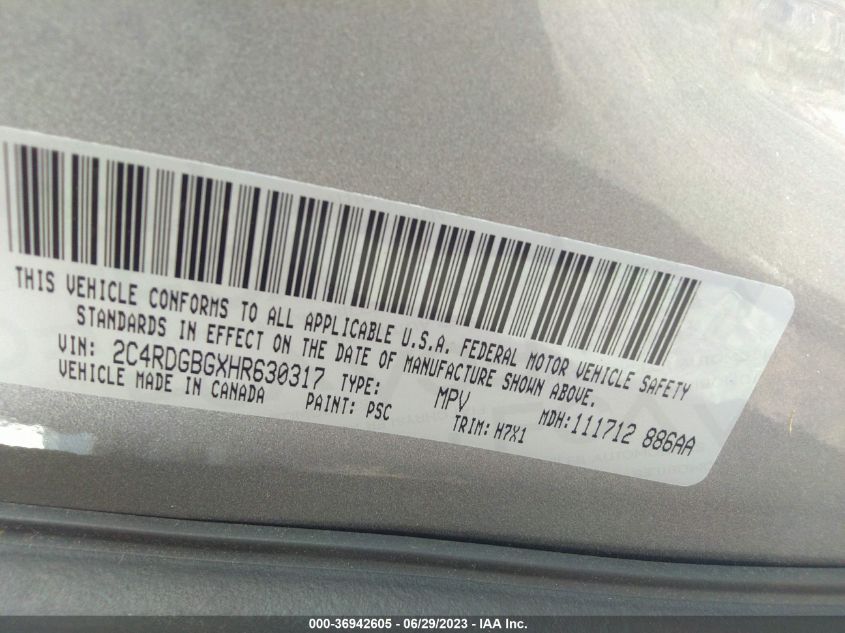 THIS VEHICLE CONFORMS TO ALL APPLICABLE U.S.A. FEDERAL MOTOR VEHICLE SAFETY
STANDARDS IN EFFECT ON THE DATE OF MANUFACTURE SHOWN ABOVE.
VIN: 2C4RDGBGXHR630317 TYPE: MPV MDH:111712 886AA
VEHICLE MADE IN CANADA PAINT: PSC TRIM: H7X1
000-36942605 - 06/29/2023 - IAA Inc.